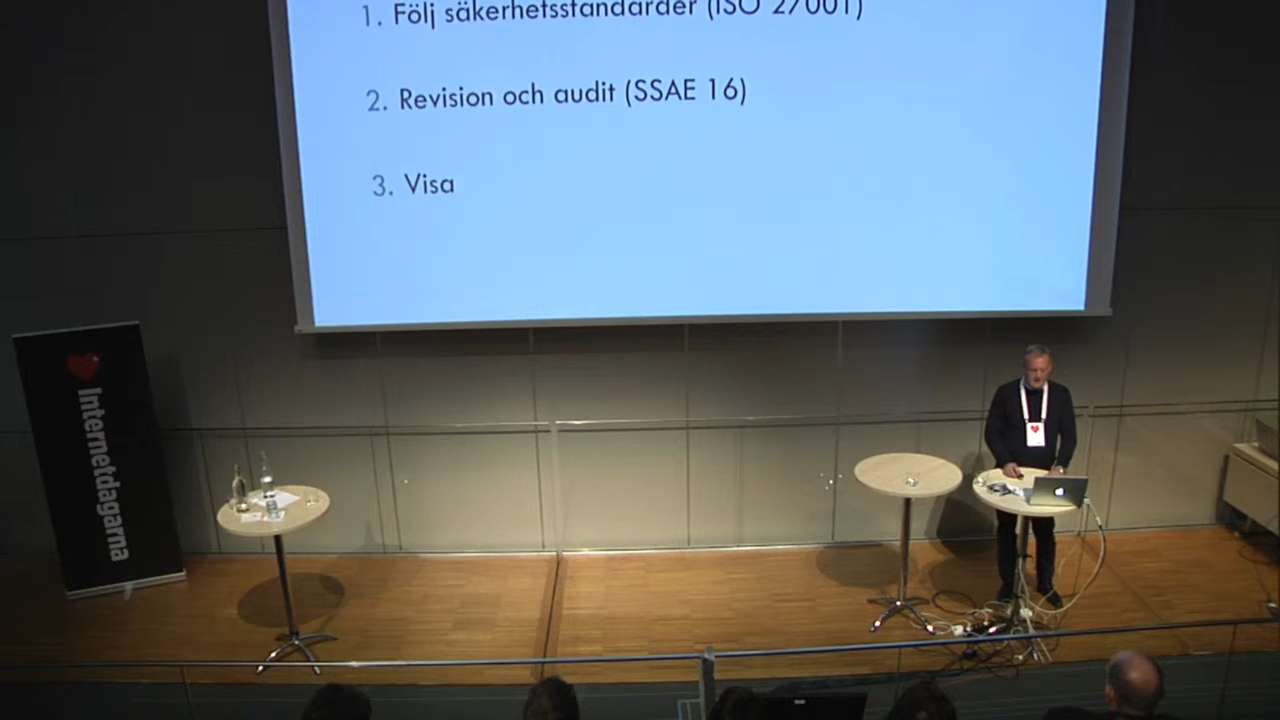 1. Följ säkerhetsstandarder (ISO 27001)
2. Revision och audit (SSAE 16)
3. Visa
Internetdagarna